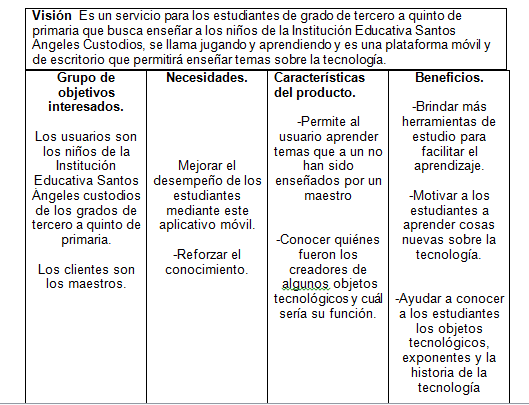 Visión Es un servicio para los estudiantes de grado de tercero a quinto de
primaria que busca enseñar a los niños de la Institución Educativa Santos
Angeles Custodios, se llama jugando y aprendiendo y es una plataforma móvil y
de escritorio que permitirá enseñar temas sobre la tecnología.
Grupo de
objetivos
interesados.
Los usuarios son
los niños de la
Institución
Educativa Santos
Angeles custodios
de los grados de
tercero a quinto de
primaria.
Los clientes son
los maestros.
Necesidades.
Mejorar el
desempeño de los
estudiantes
mediante este
aplicativo móvil.
-Reforzar el
conocimiento.
Características
del producto.
-Permite al
usuario aprender
temas que a un no
han sido
enseñados por un
maestro
-Conocer quiénes
fueron los
creadores de
algunos objetos
tecnológicos y cuál
sería su función.
Beneficios.
-Brindar más
herramientas de
estudio para
facilitar el
aprendizaje.
-Motivar a los
estudiantes a
aprender cosas
nuevas sobre la
tecnología.
-Ayudar a conocer
a los estudiantes
los objetos
tecnológicos,
exponentes y la
historia de la
tecnología